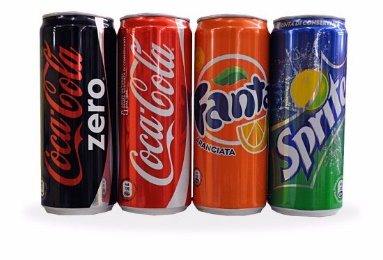 Coca-Cola
zero
Coca-Cola
Fanta
ARANCIATA
Sprite